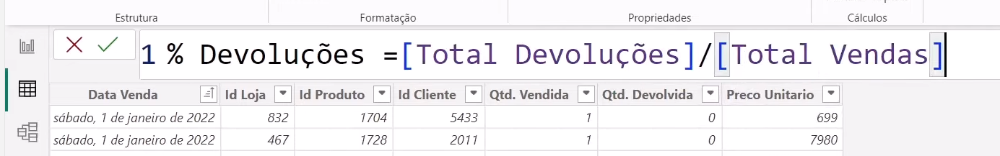 Estrutura Formatação Propriedades Cálculos
1 % Devoluções =[Total Devoluções]/[Total Vendas]
Data Venda Id Loja Id Produto Id Cliente Qtd. Vendida Qtd. Devolvida Preco Unitario
sábado, 1 de janeiro de 2022 832 1704 5433 1 0 699
sábado, 1 de janeiro de 2022 467 1728 2011 1 0 7980